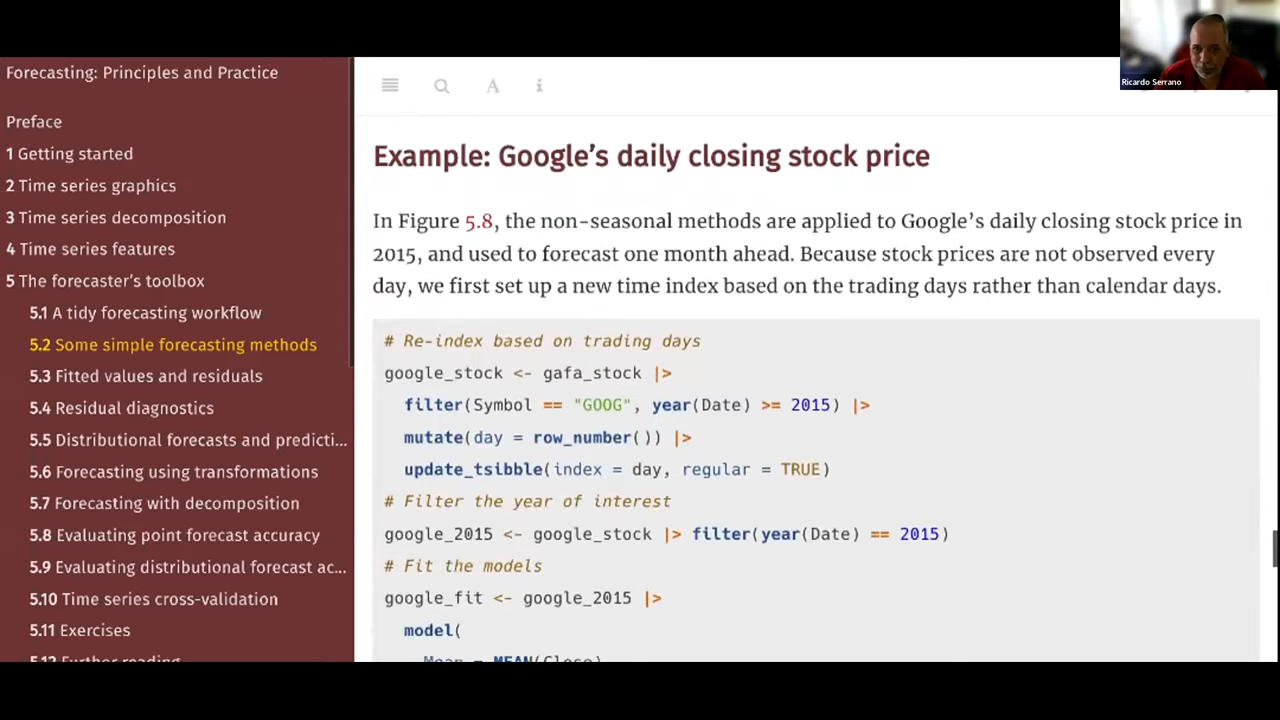 Ricardo Serrano
Forecasting: Principles and Practice
Preface
1 Getting started
2 Time series graphics
3 Time series decomposition
4 Time series features
5 The forecaster's toolbox
5.1 A tidy forecasting workflow
5.2 Some simple forecasting methods
5.3 Fitted values and residuals
5.4 Residual diagnostics
5.5 Distributional forecasts and predicti...
5.6 Forecasting using transformations
5.7 Forecasting with decomposition
5.8 Evaluating point forecast accuracy
5.9 Evaluating distributional forecast ac...
5.10 Time series cross-validation
5.11 Exercises
5.12 Further reading
Example: Google's daily closing stock price
In Figure 5.8, the non-seasonal methods are applied to Google's daily closing stock price in
2015, and used to forecast one month ahead. Because stock prices are not observed every
day, we first set up a new time index based on the trading days rather than calendar days.
# Re-index based on trading days
google_stock <- gafa_stock |>
filter(Symbol == "GOOG", year(Date) >= 2015) |>
mutate(day = row_number()) |>
update_tsibble(index = day, regular = TRUE)
# Filter the year of interest
google_2015 <- google_stock |> filter(year(Date) == 2015)
# Fit the models
google_fit <- google_2015 |>
model(
Mean = MEAN(Close),